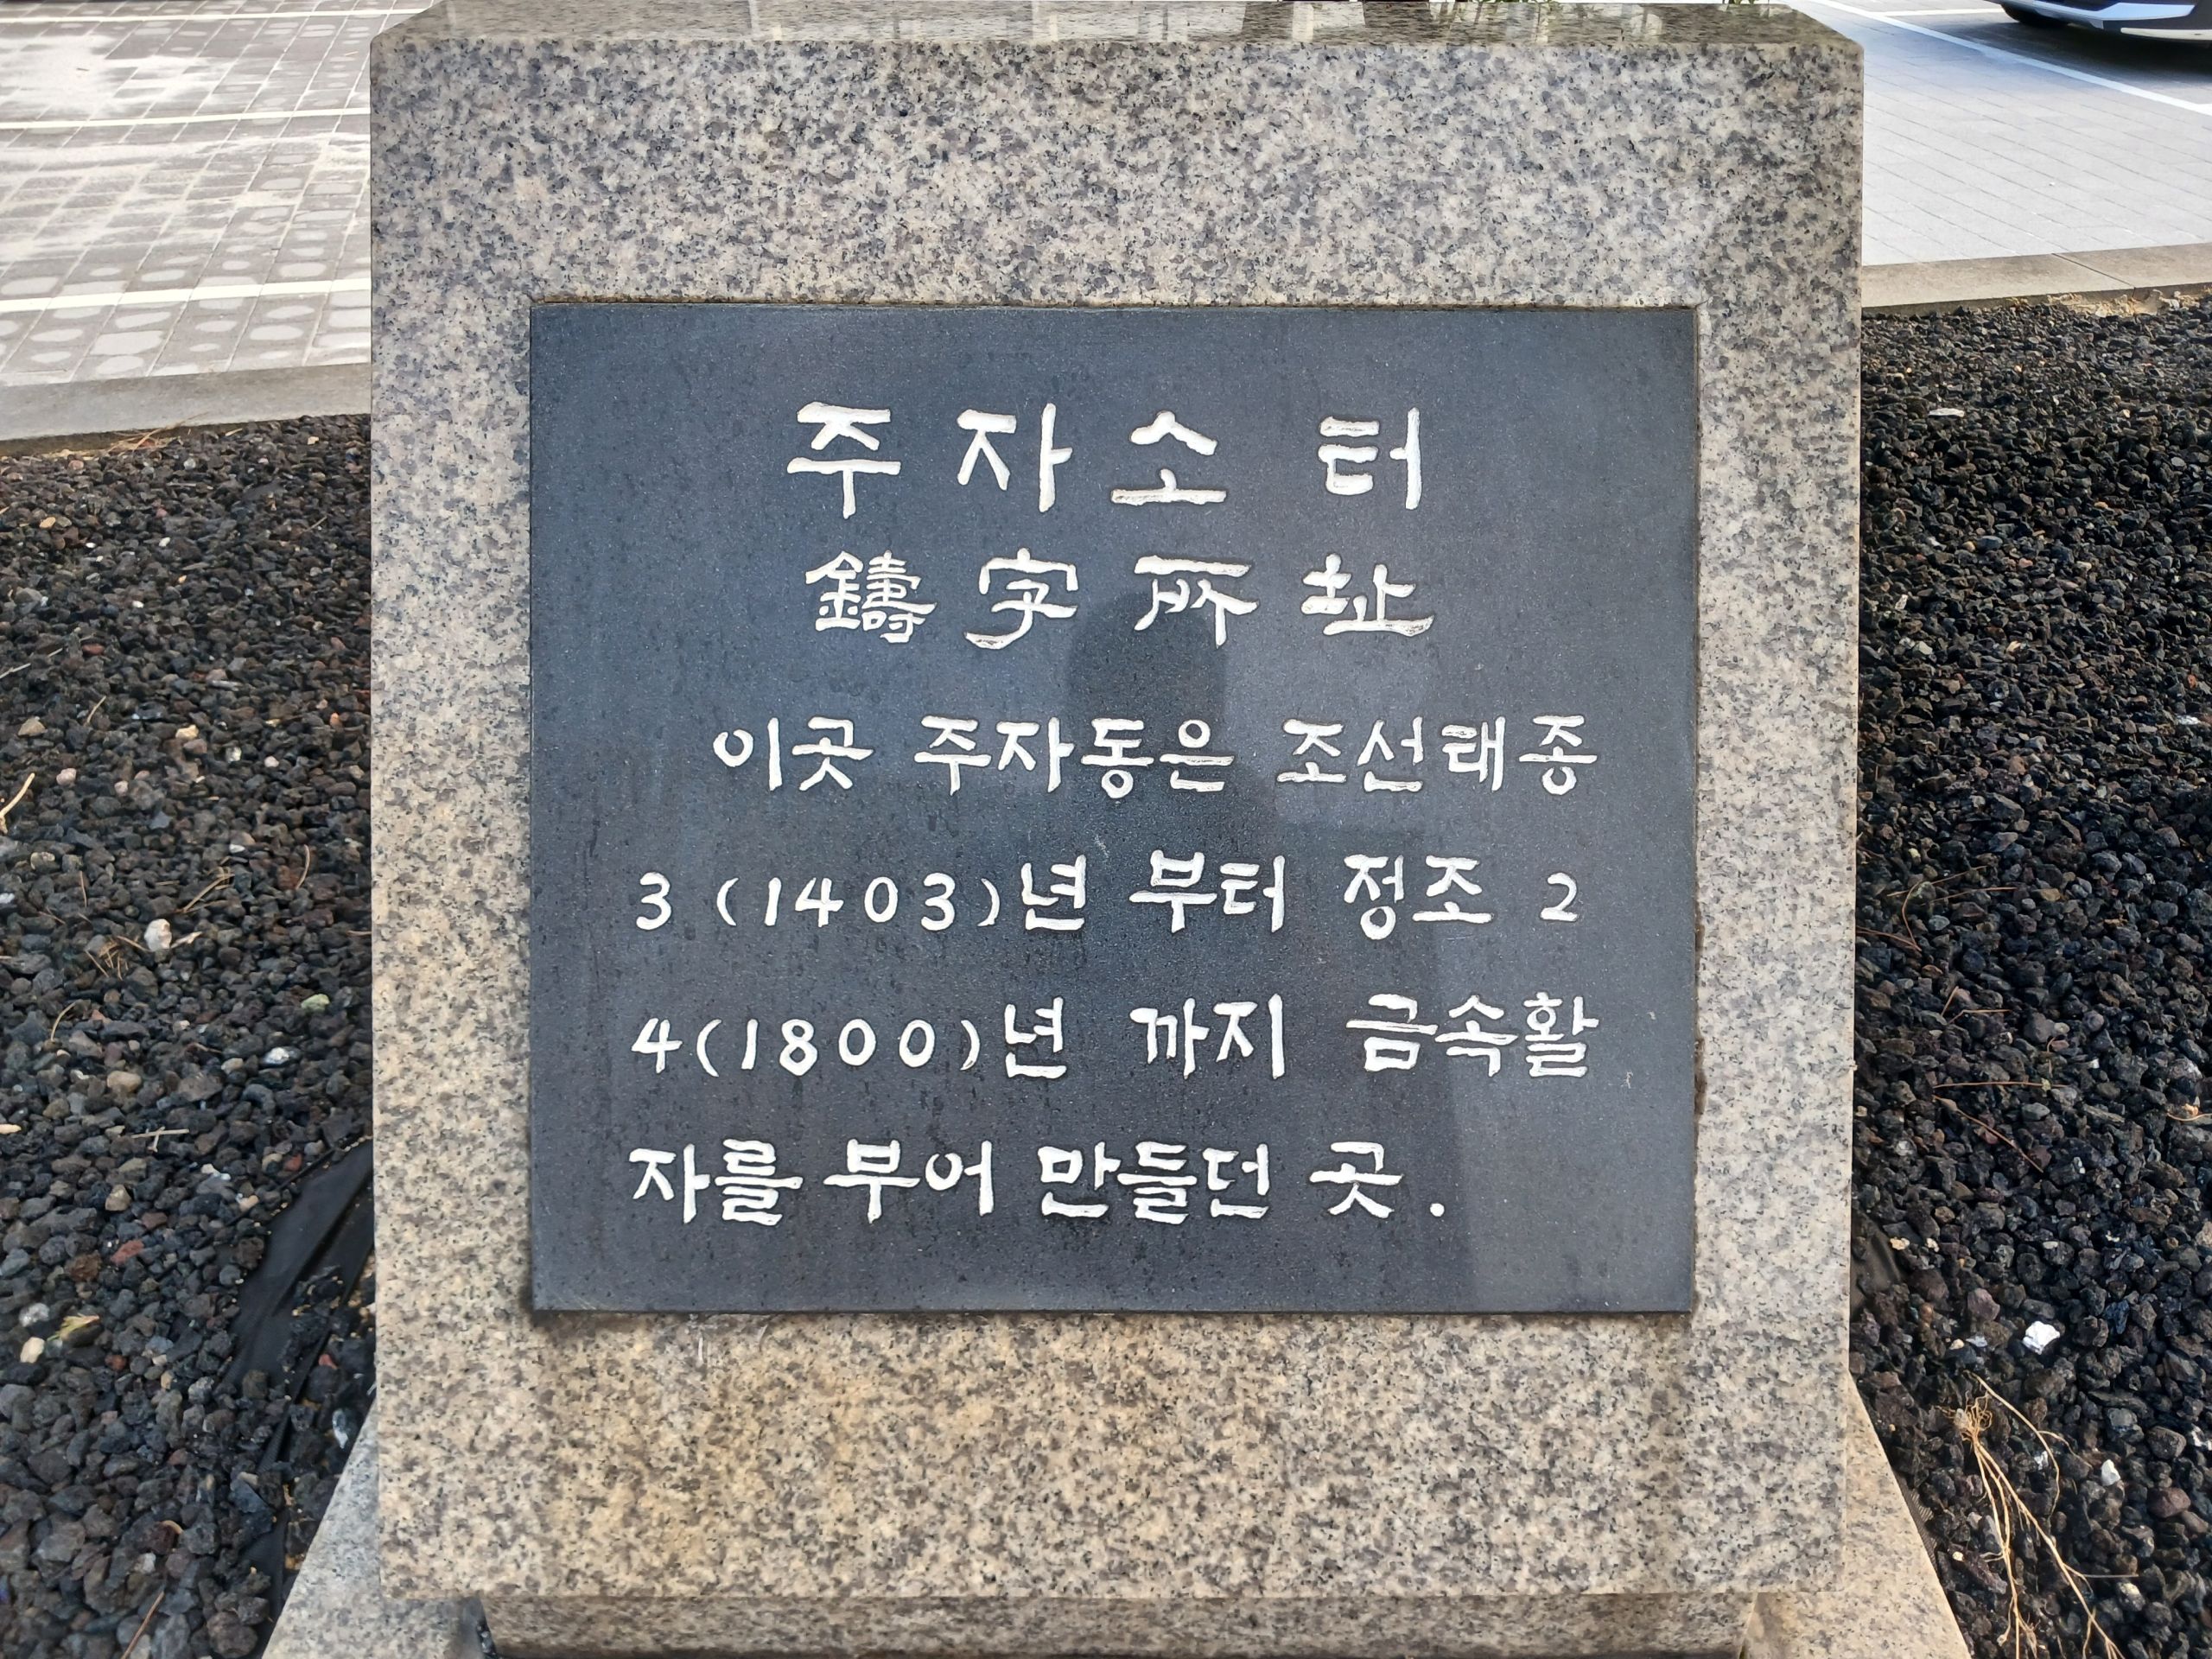 주자소 터
鑄字所址
이곳 주자동은 조선태종
3 (1403)년 부터 정조 2
4(1800)년 까지 금속활
자를 부어 만들던 곳.